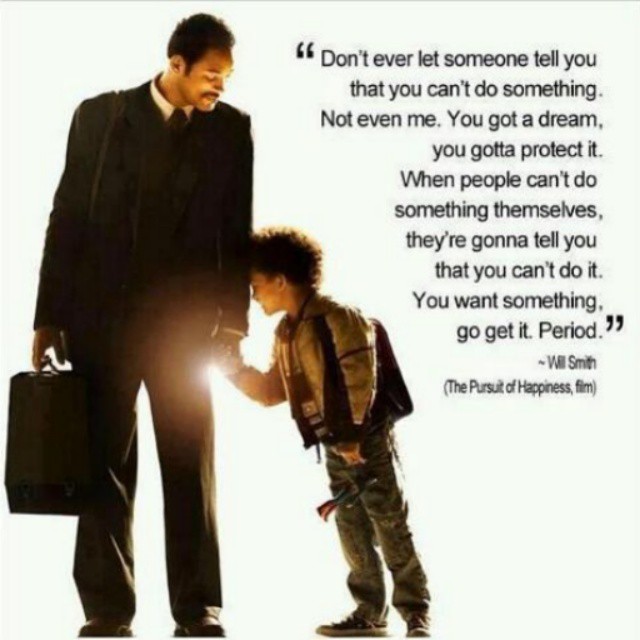 “ Don't ever let someone tell you
that you can't do something.
Not even me. You got a dream,
you gotta protect it.
When people can't do
something themselves,
they're gonna tell you
that you can't do it.
You want something,
go get it. Period.”
~ Will Smith
(The Pursuit of Happiness, film)